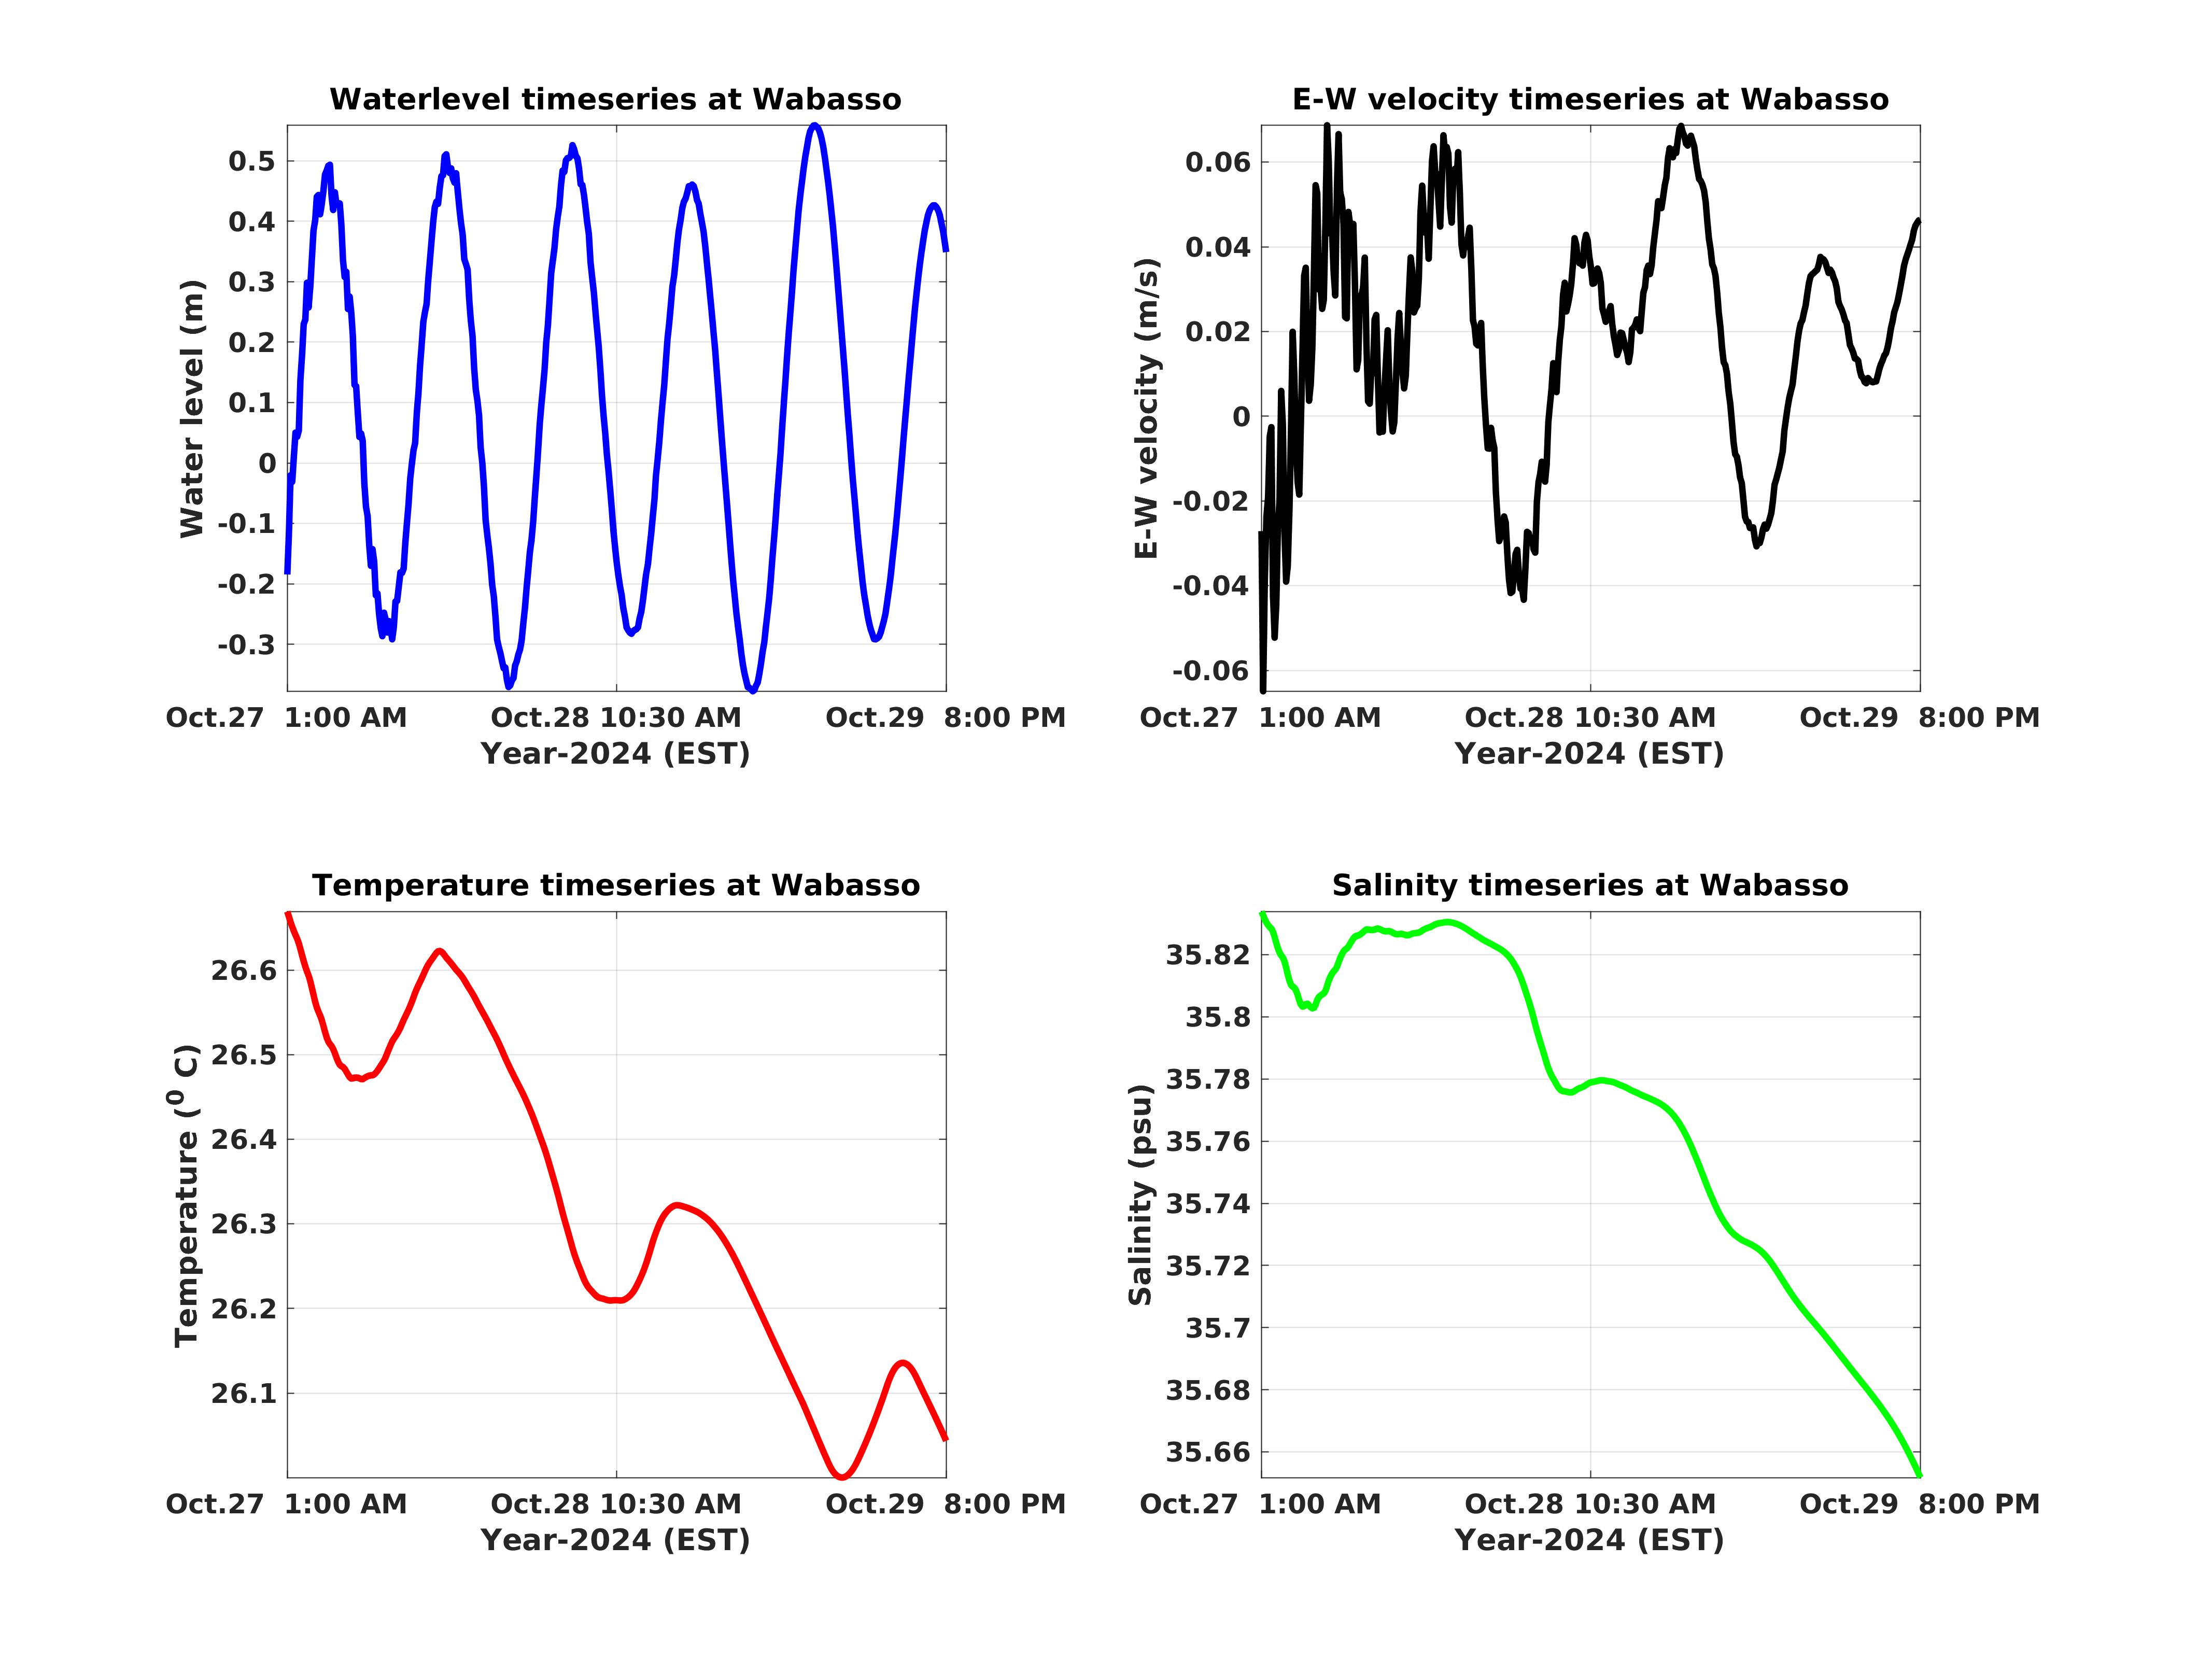 Waterlevel timeseries at Wabasso
Water level (m)
0.5
0.4
0.3
0.2
0.1
0
-0.1
-0.2
-0.3
Oct.27 1:00 AM Oct.28 10:30 AM Oct.29 8:00 PM
Year-2024 (EST)
E-W velocity timeseries at Wabasso
E-W velocity (m/s)
0.06
0.04
0.02
0
-0.02
-0.04
-0.06
Oct.27 1:00 AM Oct.28 10:30 AM Oct.29 8:00 PM
Year-2024 (EST)
Temperature timeseries at Wabasso
Temperature (⁰ C)
26.6
26.5
26.4
26.3
26.2
26.1
Oct.27 1:00 AM Oct.28 10:30 AM Oct.29 8:00 PM
Year-2024 (EST)
Salinity timeseries at Wabasso
Salinity (psu)
35.82
35.8
35.78
35.76
35.74
35.72
35.7
35.68
35.66
Oct.27 1:00 AM Oct.28 10:30 AM Oct.29 8:00 PM
Year-2024 (EST)